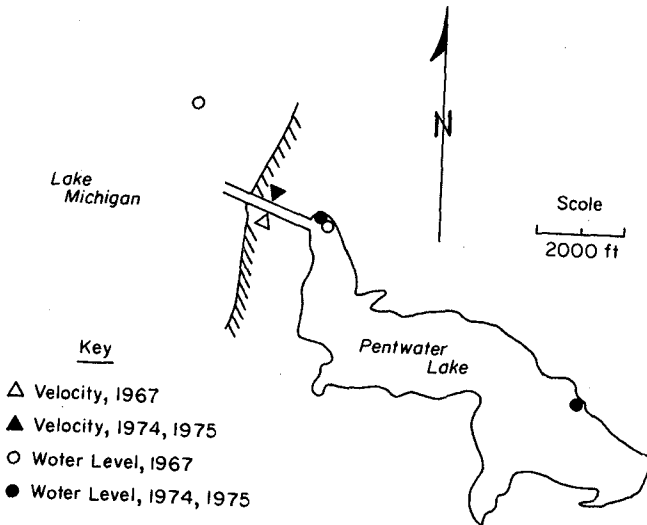 N
Lake
Michigan
Scole
2000 ft
Pentwater
Lake
Key
Velocity, 1967
Velocity, 1974, 1975
Woter Level, 1967
Woter Level, 1974, 1975